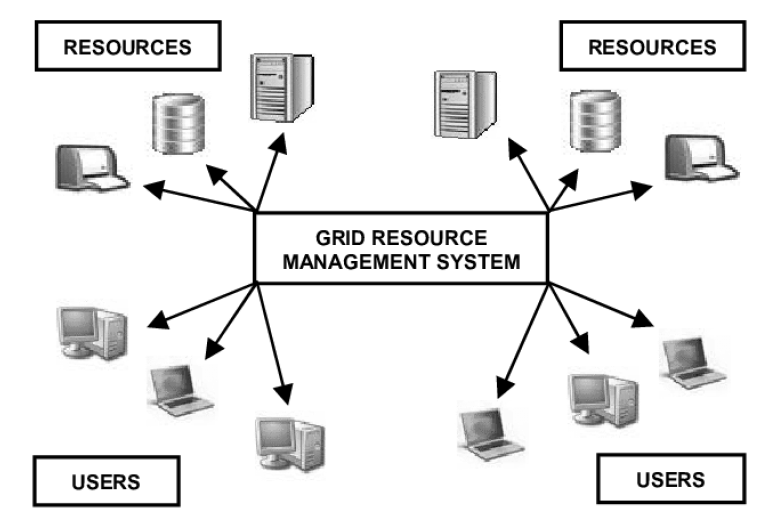 RESOURCES
RESOURCES
GRID RESOURCE
MANAGEMENT SYSTEM
USERS
USERS